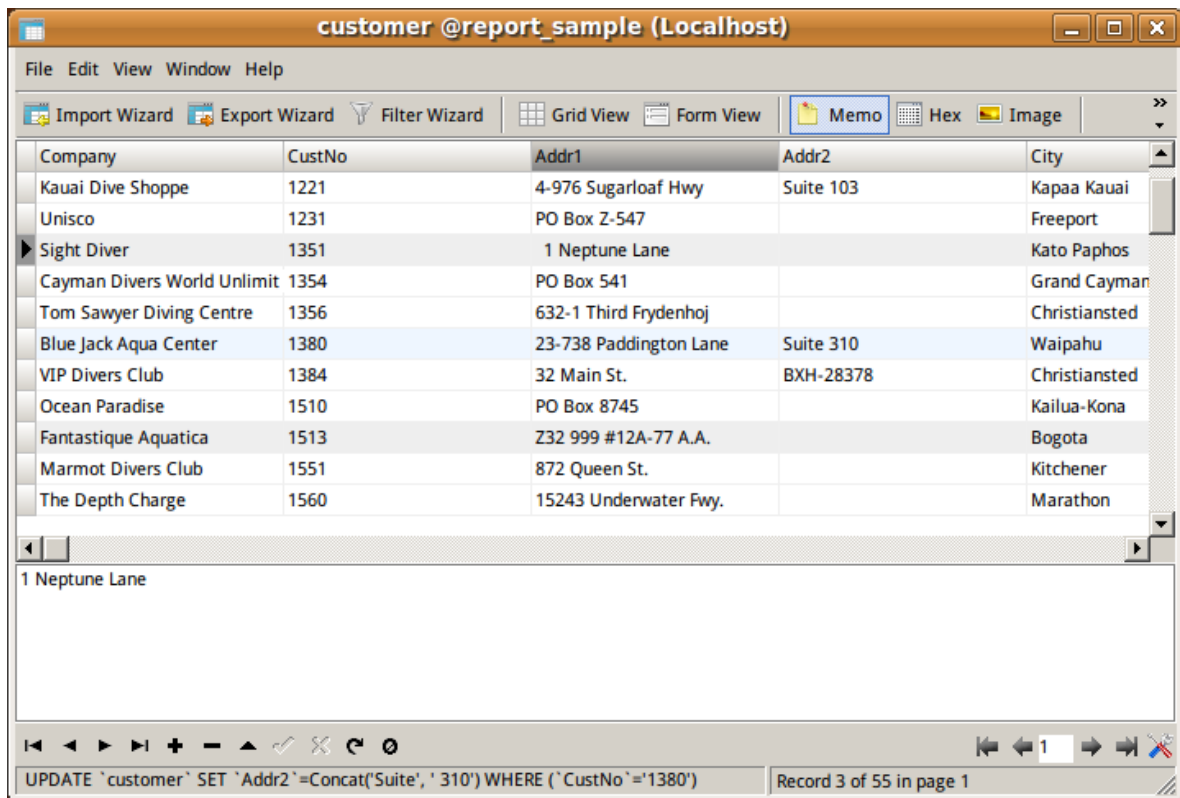 customer @report_sample (Localhost)
File Edit View Window Help
Import Wizard Export Wizard Filter Wizard Grid View Form View Memo Hex Image »
Company CustNo Addr1 Addr2 City
Kauai Dive Shoppe 1221 4-976 Sugarloaf Hwy Suite 103 Kapaa Kauai
Unisco 1231 PO Box Z-547 Freeport
Sight Diver 1351 1 Neptune Lane Kato Paphos
Cayman Divers World Unlimit 1354 PO Box 541 Grand Cayman
Tom Sawyer Diving Centre 1356 632-1 Third Frydenhoj Christiansted
Blue Jack Aqua Center 1380 23-738 Paddington Lane Suite 310 Waipahu
VIP Divers Club 1384 32 Main St. BXH-28378 Christiansted
Ocean Paradise 1510 PO Box 8745 Kailua-Kona
Fantastique Aquatica 1513 Z32 999 #12A-77 A.A. Bogota
Marmot Divers Club 1551 872 Queen St. Kitchener
The Depth Charge 1560 15243 Underwater Fwy. Marathon
1 Neptune Lane
1
UPDATE `customer` SET `Addr2`=Concat('Suite', ' 310') WHERE (`CustNo`='1380') Record 3 of 55 in page 1